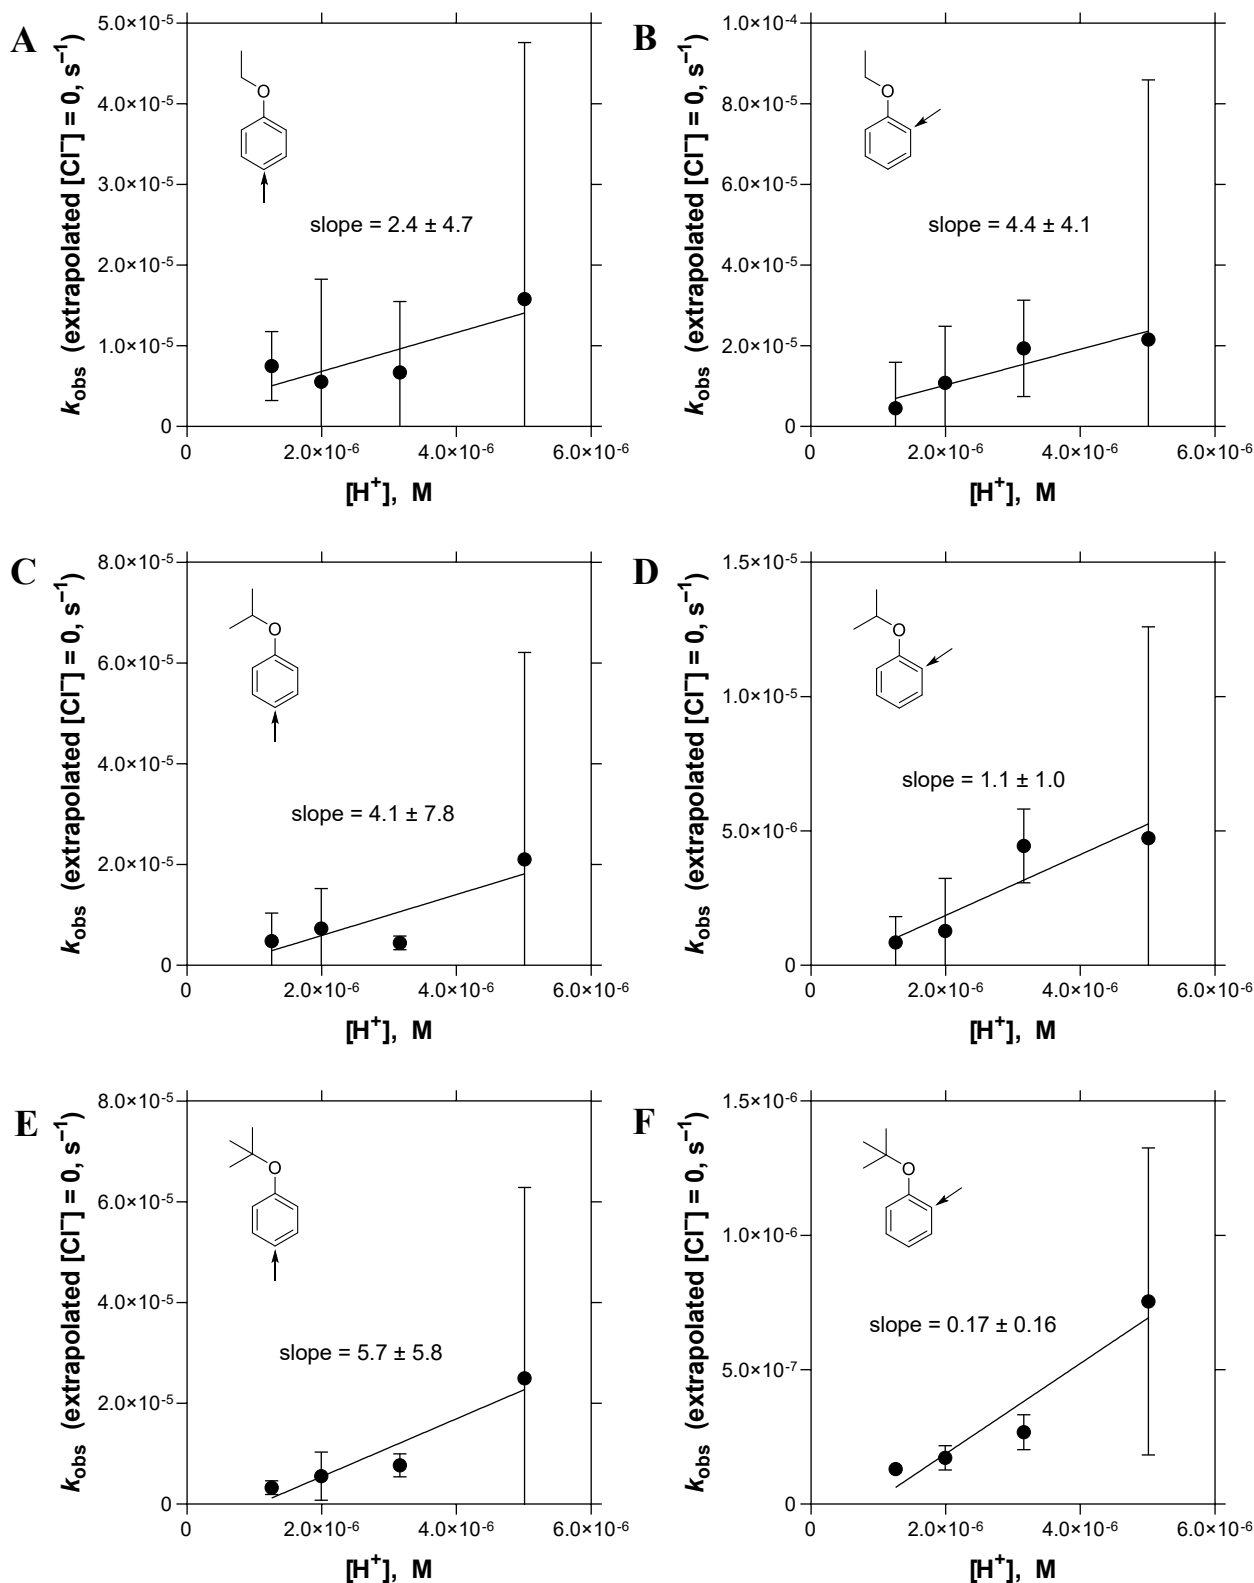 A
k_obs (extrapolated [Cl⁻] = 0, s⁻¹)
5.0×10⁻⁵
4.0×10⁻⁵
3.0×10⁻⁵
2.0×10⁻⁵
1.0×10⁻⁵
0
O
slope = 2.4 ± 4.7
0 2.0×10⁻⁶ 4.0×10⁻⁶ 6.0×10⁻⁶
[H⁺], M
B
k_obs (extrapolated [Cl⁻] = 0, s⁻¹)
1.0×10⁻⁴
8.0×10⁻⁵
6.0×10⁻⁵
4.0×10⁻⁵
2.0×10⁻⁵
0
O
slope = 4.4 ± 4.1
0 2.0×10⁻⁶ 4.0×10⁻⁶ 6.0×10⁻⁶
[H⁺], M
C
k_obs (extrapolated [Cl⁻] = 0, s⁻¹)
8.0×10⁻⁵
6.0×10⁻⁵
4.0×10⁻⁵
2.0×10⁻⁵
0
O
slope = 4.1 ± 7.8
0 2.0×10⁻⁶ 4.0×10⁻⁶ 6.0×10⁻⁶
[H⁺], M
D
k_obs (extrapolated [Cl⁻] = 0, s⁻¹)
1.5×10⁻⁵
1.0×10⁻⁵
5.0×10⁻⁶
0
O
slope = 1.1 ± 1.0
0 2.0×10⁻⁶ 4.0×10⁻⁶ 6.0×10⁻⁶
[H⁺], M
E
k_obs (extrapolated [Cl⁻] = 0, s⁻¹)
8.0×10⁻⁵
6.0×10⁻⁵
4.0×10⁻⁵
2.0×10⁻⁵
0
O
slope = 5.7 ± 5.8
0 2.0×10⁻⁶ 4.0×10⁻⁶ 6.0×10⁻⁶
[H⁺], M
F
k_obs (extrapolated [Cl⁻] = 0, s⁻¹)
1.5×10⁻⁶
1.0×10⁻⁶
5.0×10⁻⁷
0
O
slope = 0.17 ± 0.16
0 2.0×10⁻⁶ 4.0×10⁻⁶ 6.0×10⁻⁶
[H⁺], M